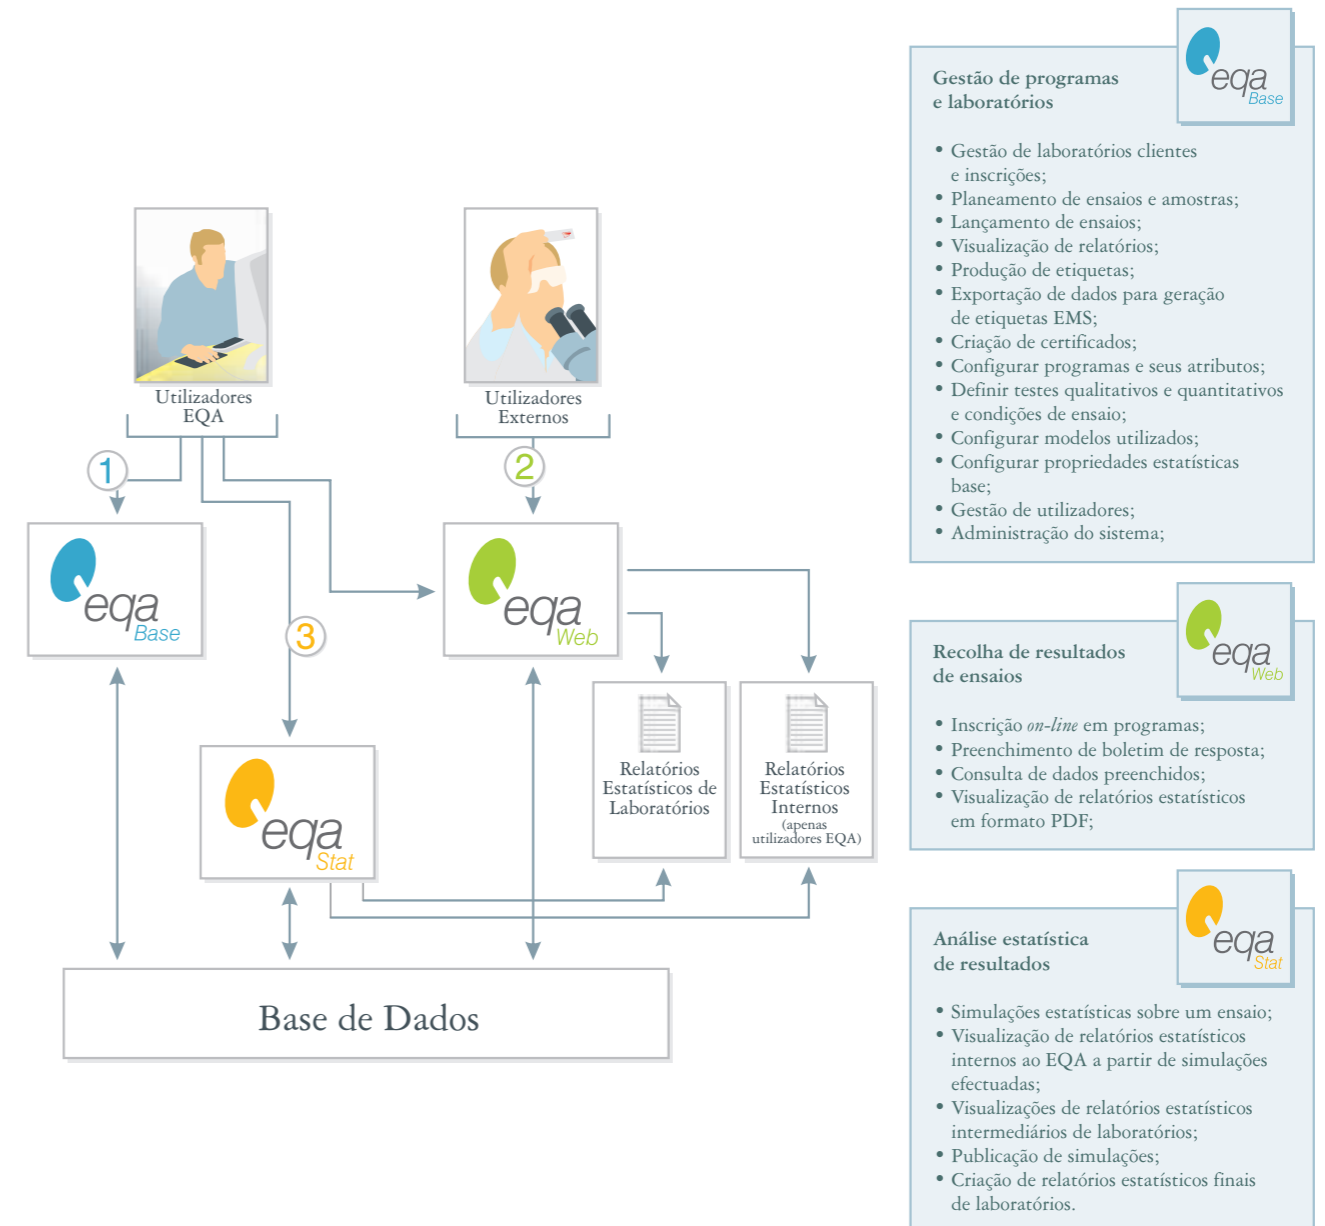 Utilizadores
EQA
Utilizadores
Externos
1
2
3
eqa
Base
eqa
Web
eqa
Stat
Relatórios
Estatísticos de
Laboratórios
Relatórios
Estatísticos
Internos
(apenas
utilizadores EQA)
Base de Dados
Gestão de programas
e laboratórios
eqa
Base
• Gestão de laboratórios clientes
e inscrições;
• Planeamento de ensaios e amostras;
• Lançamento de ensaios;
• Visualização de relatórios;
• Produção de etiquetas;
• Exportação de dados para geração
de etiquetas EMS;
• Criação de certificados;
• Configurar programas e seus atributos;
• Definir testes qualitativos e quantitativos
e condições de ensaio;
• Configurar modelos utilizados;
• Configurar propriedades estatísticas
base;
• Gestão de utilizadores;
• Administração do sistema;
Recolha de resultados
de ensaios
eqa
Web
• Inscrição on-line em programas;
• Preenchimento de boletim de resposta;
• Consulta de dados preenchidos;
• Visualização de relatórios estatísticos
em formato PDF;
Análise estatística
de resultados
eqa
Stat
• Simulações estatísticas sobre um ensaio;
• Visualização de relatórios estatísticos
internos ao EQA a partir de simulações
efectuadas;
• Visualizações de relatórios estatísticos
intermediários de laboratórios;
• Publicação de simulações;
• Criação de relatórios estatísticos finais
de laboratórios.